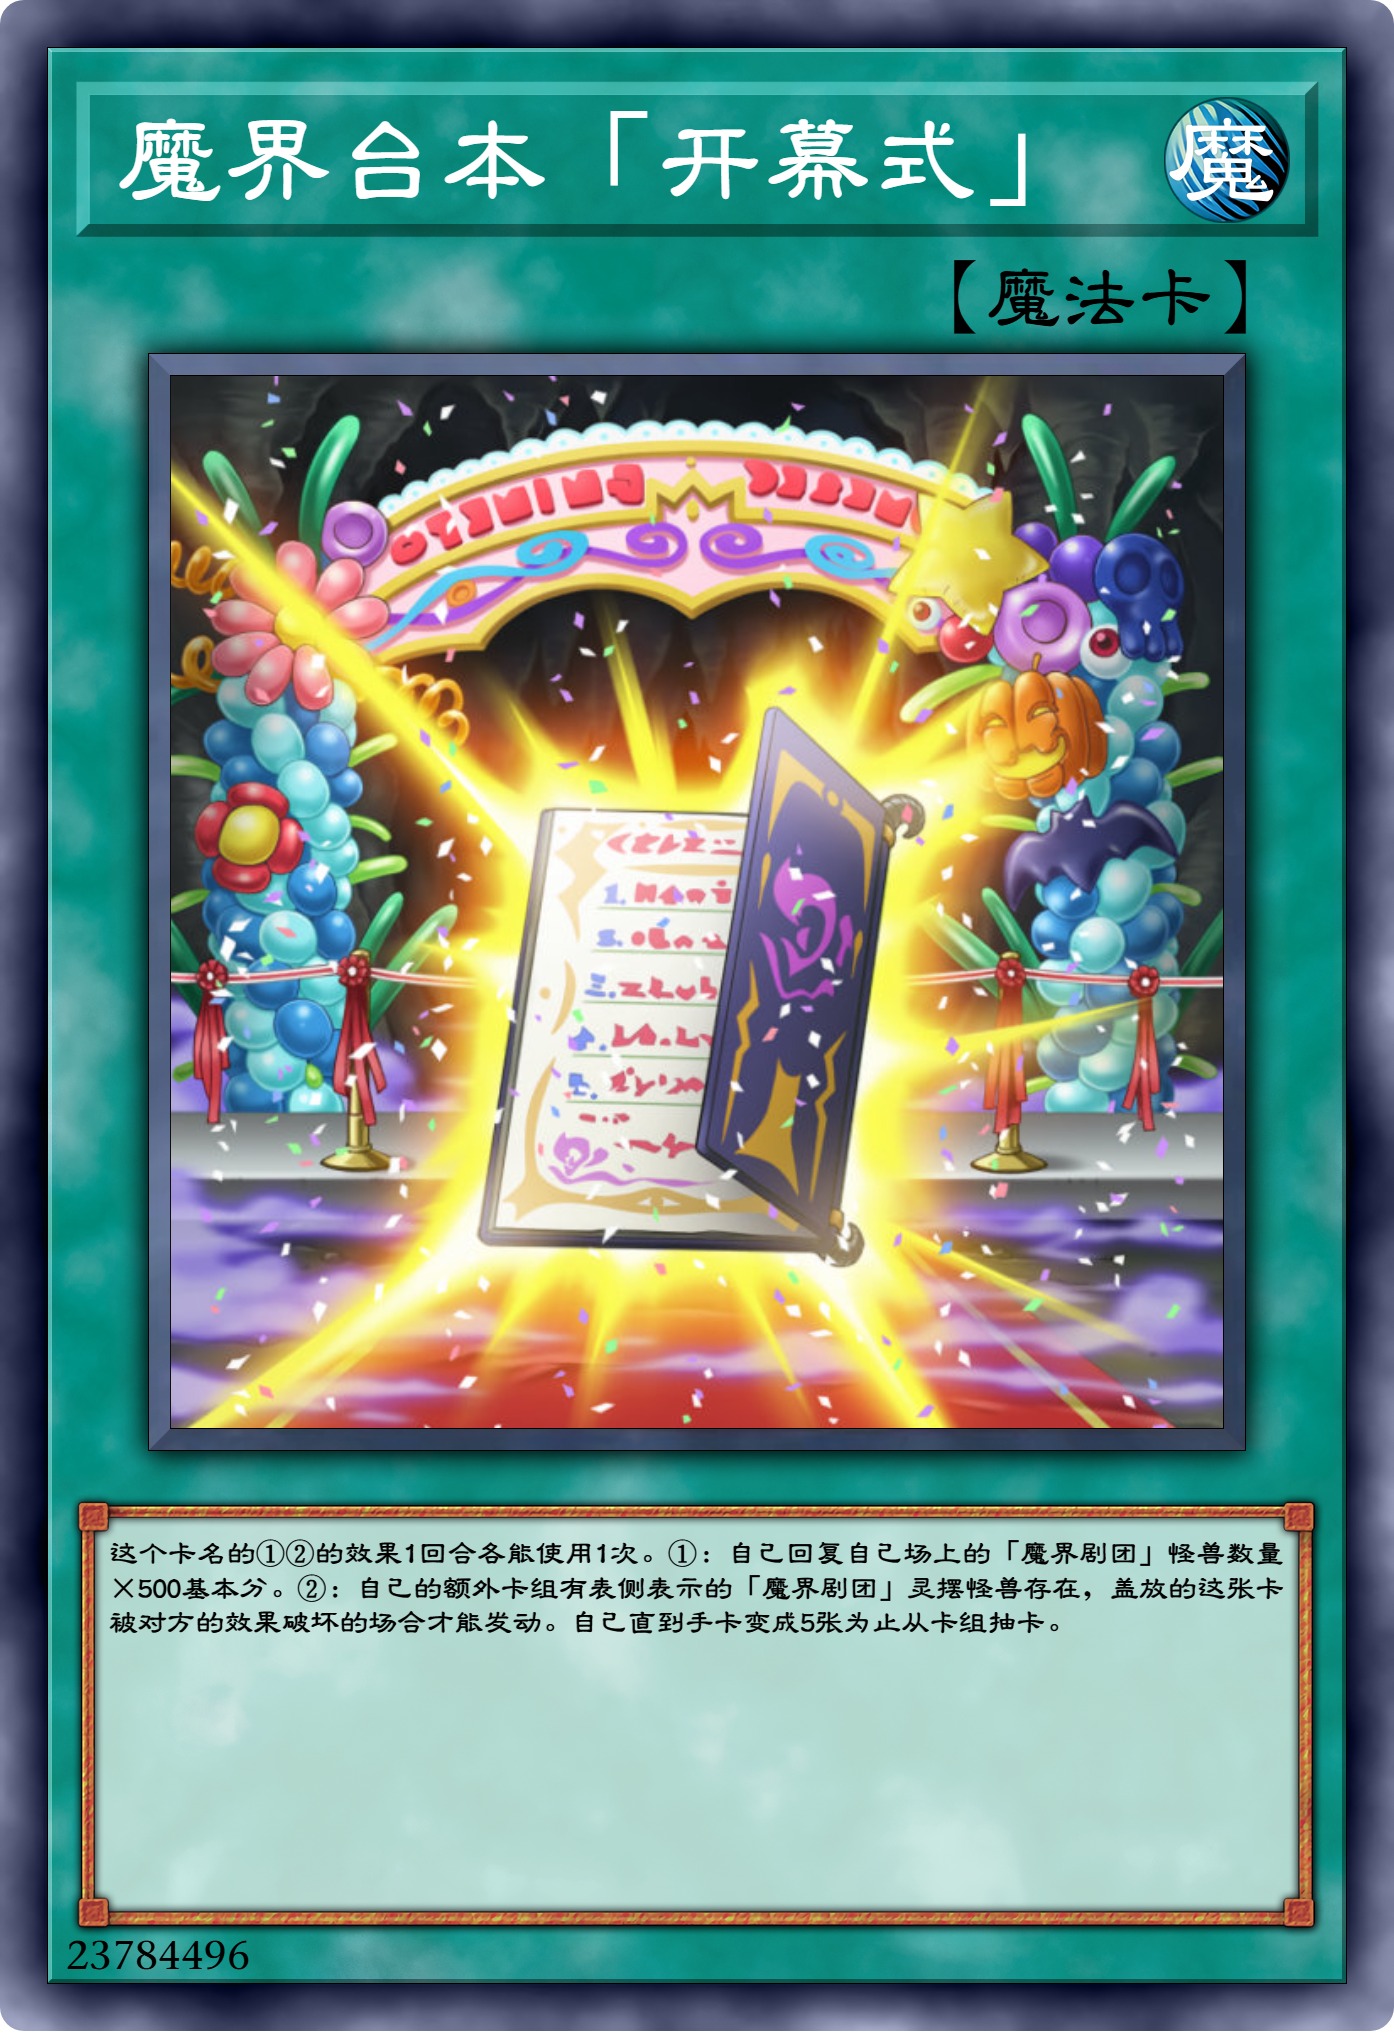 魔界台本「开幕式」
魔
【魔法卡】
这个卡名的①②的效果1回合各能使用1次。①：自己回复自己场上的「魔界剧团」怪兽数量
×500基本分。②：自己的额外卡组有表侧表示的「魔界剧团」灵摆怪兽存在，盖放的这张卡
被对方的效果破坏的场合才能发动。自己直到手卡变成5张为止从卡组抽卡。
23784496